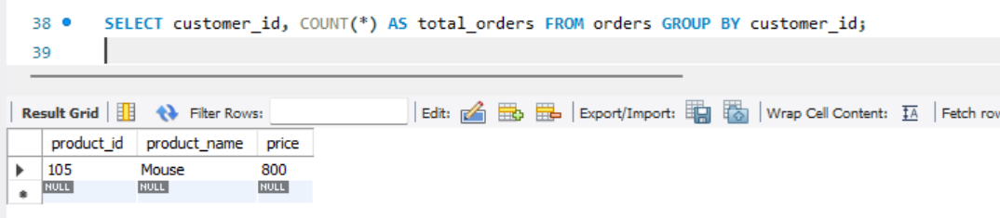 38 SELECT customer_id, COUNT(*) AS total_orders FROM orders GROUP BY customer_id;
39
Result Grid Filter Rows: Edit: Export/Import: Wrap Cell Content: IA Fetch row
product_id product_name price
105 Mouse 800
NULL NULL NULL